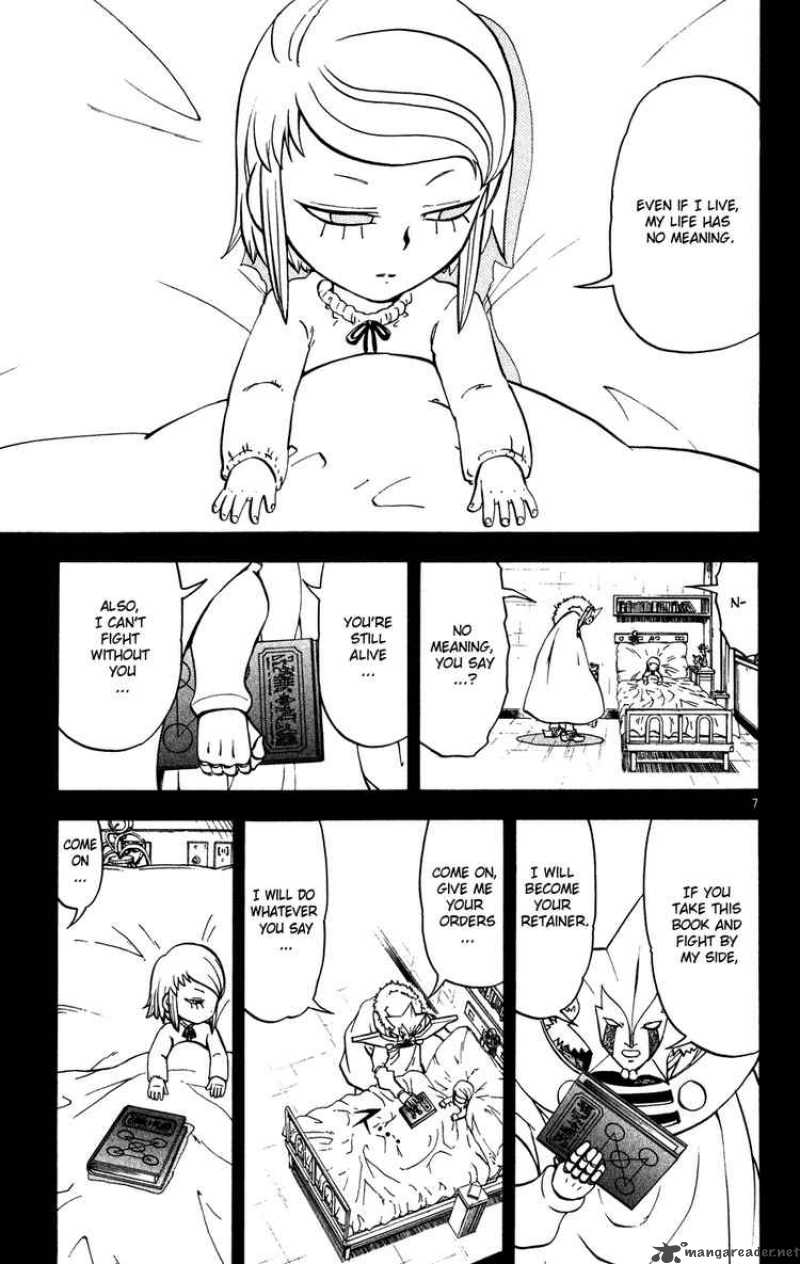 EVEN IF I LIVE,
MY LIFE HAS
NO MEANING.
N-
NO
MEANING,
YOU SAY
...?
YOU'RE
STILL
ALIVE
...
ALSO,
I CAN'T
FIGHT
WITHOUT
YOU
...
7
IF YOU
TAKE THIS
BOOK AND
FIGHT BY
MY SIDE,
I WILL
BECOME
YOUR
RETAINER.
COME ON,
GIVE ME
YOUR
ORDERS
...
I WILL DO
WHATEVER
YOU SAY
...
COME
ON
...
mangareader.net